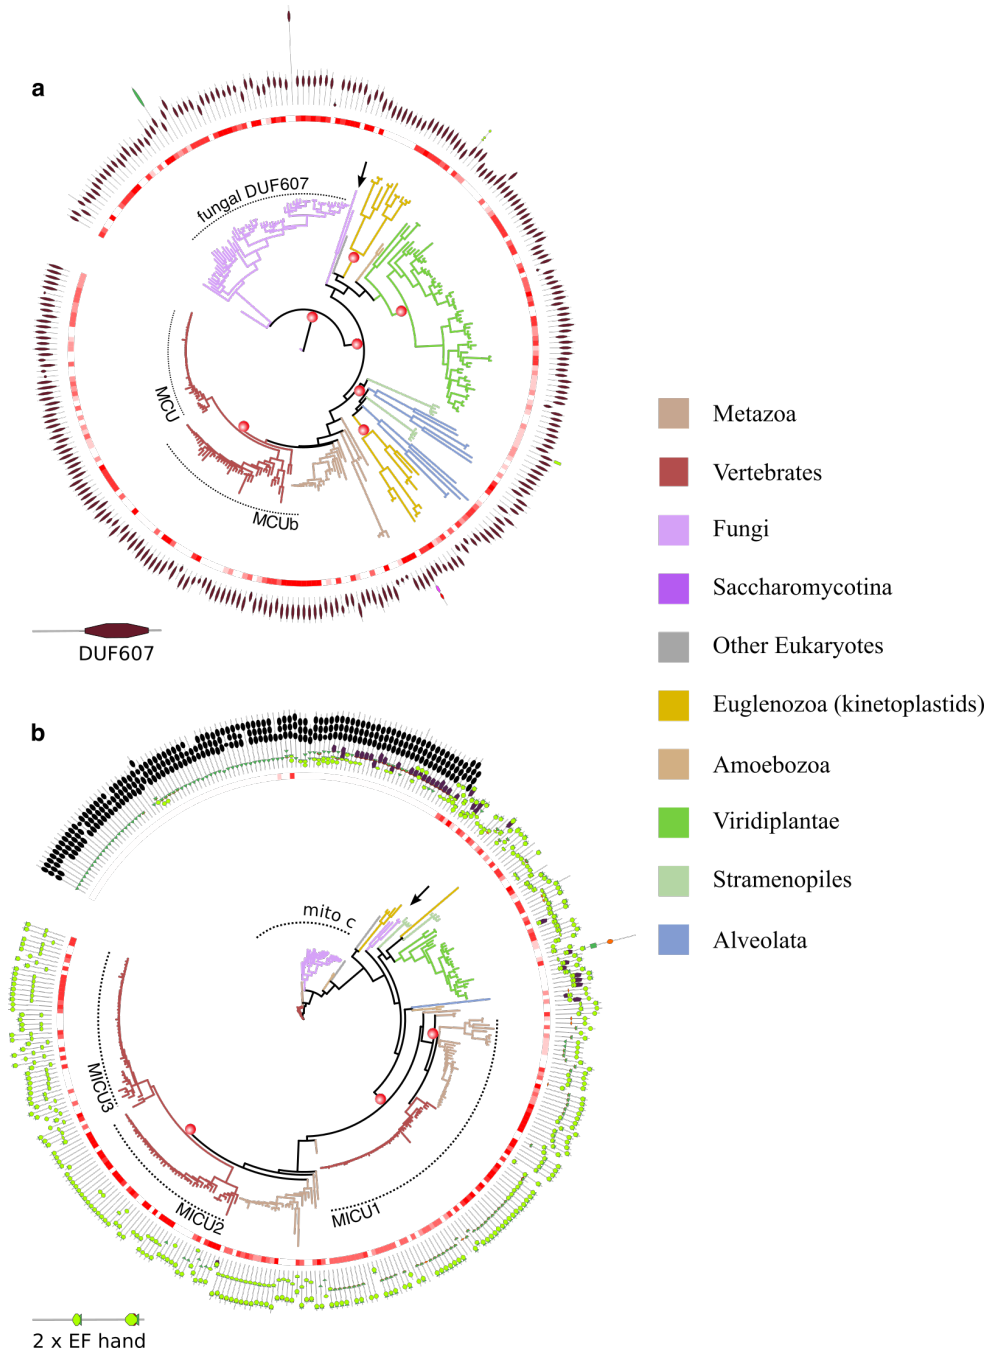 a
fungal DUF607
MCU
MCUb
DUF607
Metazoa
Vertebrates
Fungi
Saccharomycotina
Other Eukaryotes
Euglenozoa (kinetoplastids)
Amoebozoa
Viridiplantae
Stramenopiles
Alveolata
b
mito c
MICU3
MICU2
MICU1
2 x EF hand